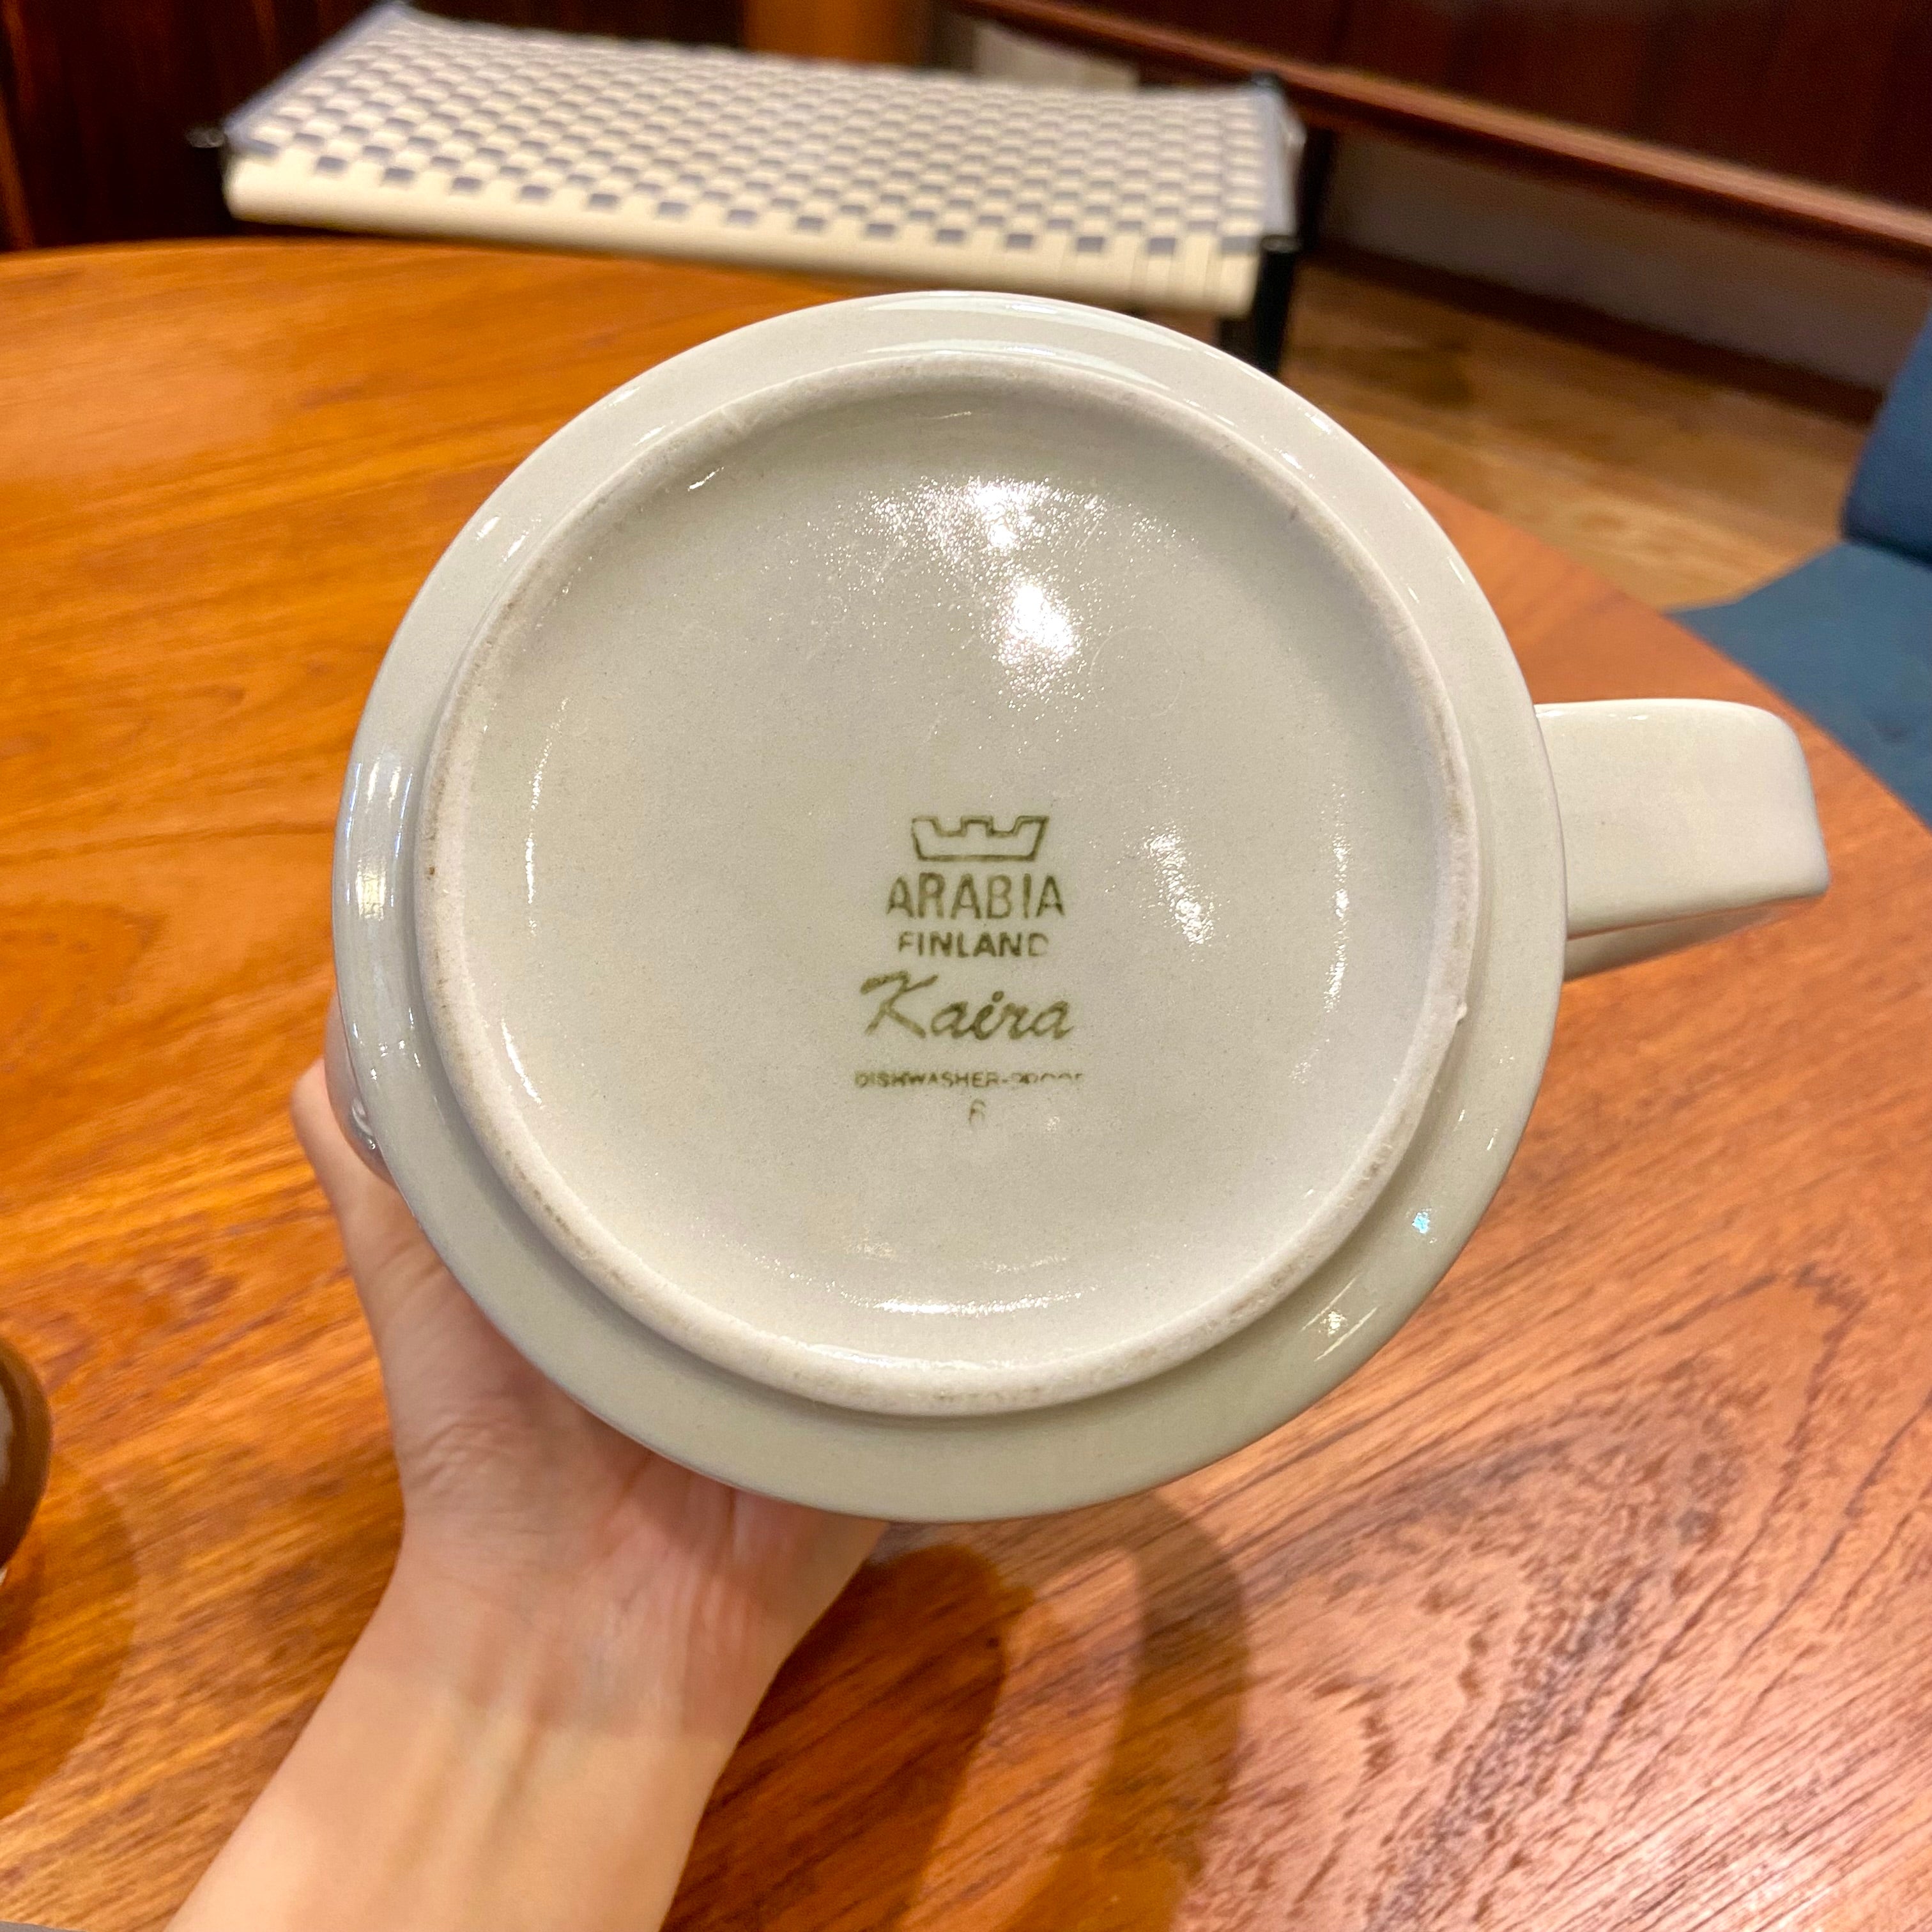 ARABIA
FINLAND
Kaira
DISHWASHER-PROOF
6